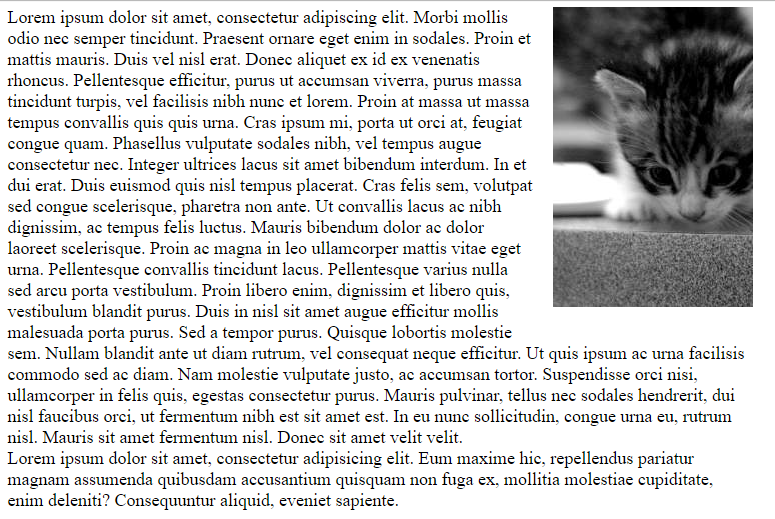 Lorem ipsum dolor sit amet, consectetur adipiscing elit. Morbi mollis
odio nec semper tincidunt. Praesent ornare eget enim in sodales. Proin et
mattis mauris. Duis vel nisl erat. Donec aliquet ex id ex venenatis
rhoncus. Pellentesque efficitur, purus ut accumsan viverra, purus massa
tincidunt turpis, vel facilisis nibh nunc et lorem. Proin at massa ut massa
tempus convallis quis quis urna. Cras ipsum mi, porta ut orci at, feugiat
congue quam. Phasellus vulputate sodales nibh, vel tempus augue
consectetur nec. Integer ultrices lacus sit amet bibendum interdum. In et
dui erat. Duis euismod quis nisl tempus placerat. Cras felis sem, volutpat
sed congue scelerisque, pharetra non ante. Ut convallis lacus ac nibh
dignissim, ac tempus felis luctus. Mauris bibendum dolor ac dolor
laoreet scelerisque. Proin ac magna in leo ullamcorper mattis vitae eget
urna. Pellentesque convallis tincidunt lacus. Pellentesque varius nulla
sed arcu porta vestibulum. Proin libero enim, dignissim et libero quis,
vestibulum blandit purus. Duis in nisl sit amet augue efficitur mollis
malesuada porta purus. Sed a tempor purus. Quisque lobortis molestie
sem. Nullam blandit ante ut diam rutrum, vel consequat neque efficitur. Ut quis ipsum ac urna facilisis
commodo sed ac diam. Nam molestie vulputate justo, ac accumsan tortor. Suspendisse orci nisi,
ullamcorper in felis quis, egestas consectetur purus. Mauris pulvinar, tellus nec sodales hendrerit, dui
nisl faucibus orci, ut fermentum nibh est sit amet est. In eu nunc sollicitudin, congue urna eu, rutrum
nisl. Mauris sit amet fermentum nisl. Donec sit amet velit velit.
Lorem ipsum dolor sit amet, consectetur adipisicing elit. Eum maxime hic, repellendus pariatur
magnam assumenda quibusdam accusantium quisquam non fuga ex, mollitia molestiae cupiditate,
enim deleniti? Consequuntur aliquid, eveniet sapiente.